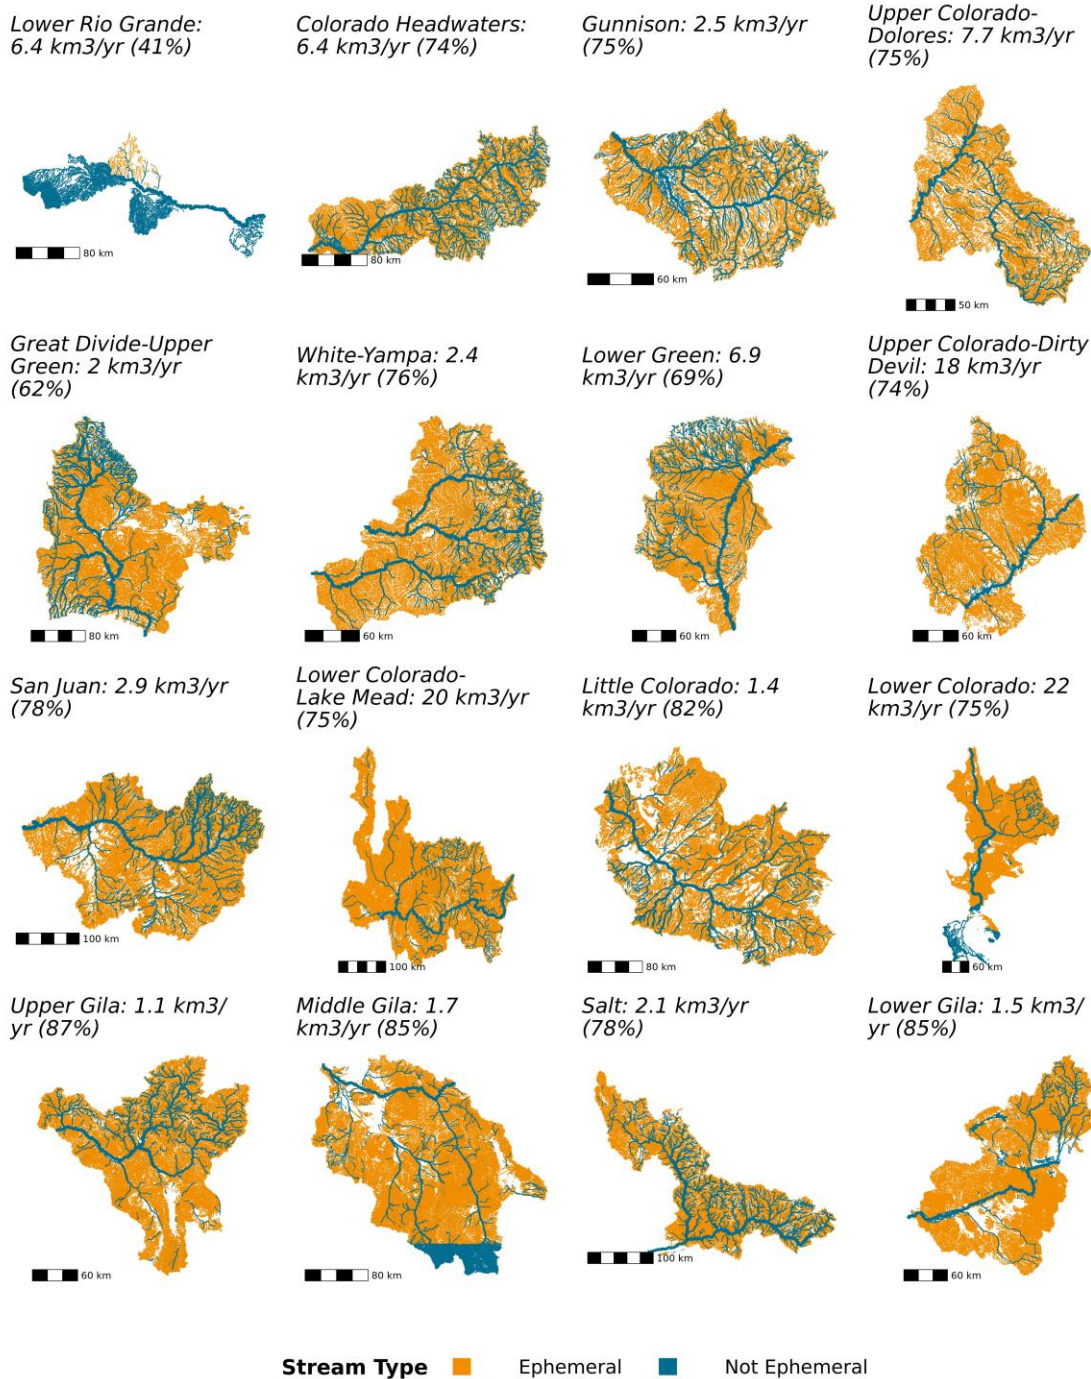 Lower Rio Grande:
6.4 km3/yr (41%)
Colorado Headwaters:
6.4 km3/yr (74%)
Gunnison: 2.5 km3/yr
(75%)
Upper Colorado-
Dolores: 7.7 km3/yr
(75%)
80 km
80 km
60 km
50 km
Great Divide-Upper
Green: 2 km3/yr
(62%)
White-Yampa: 2.4
km3/yr (76%)
Lower Green: 6.9
km3/yr (69%)
Upper Colorado-Dirty
Devil: 18 km3/yr
(74%)
80 km
60 km
60 km
60 km
San Juan: 2.9 km3/yr
(78%)
Lower Colorado-
Lake Mead: 20 km3/yr
(75%)
Little Colorado: 1.4
km3/yr (82%)
Lower Colorado: 22
km3/yr (75%)
100 km
100 km
80 km
60 km
Upper Gila: 1.1 km3/
yr (87%)
Middle Gila: 1.7
km3/yr (85%)
Salt: 2.1 km3/yr
(78%)
Lower Gila: 1.5 km3/
yr (85%)
60 km
80 km
100 km
60 km
Stream Type Ephemeral Not Ephemeral